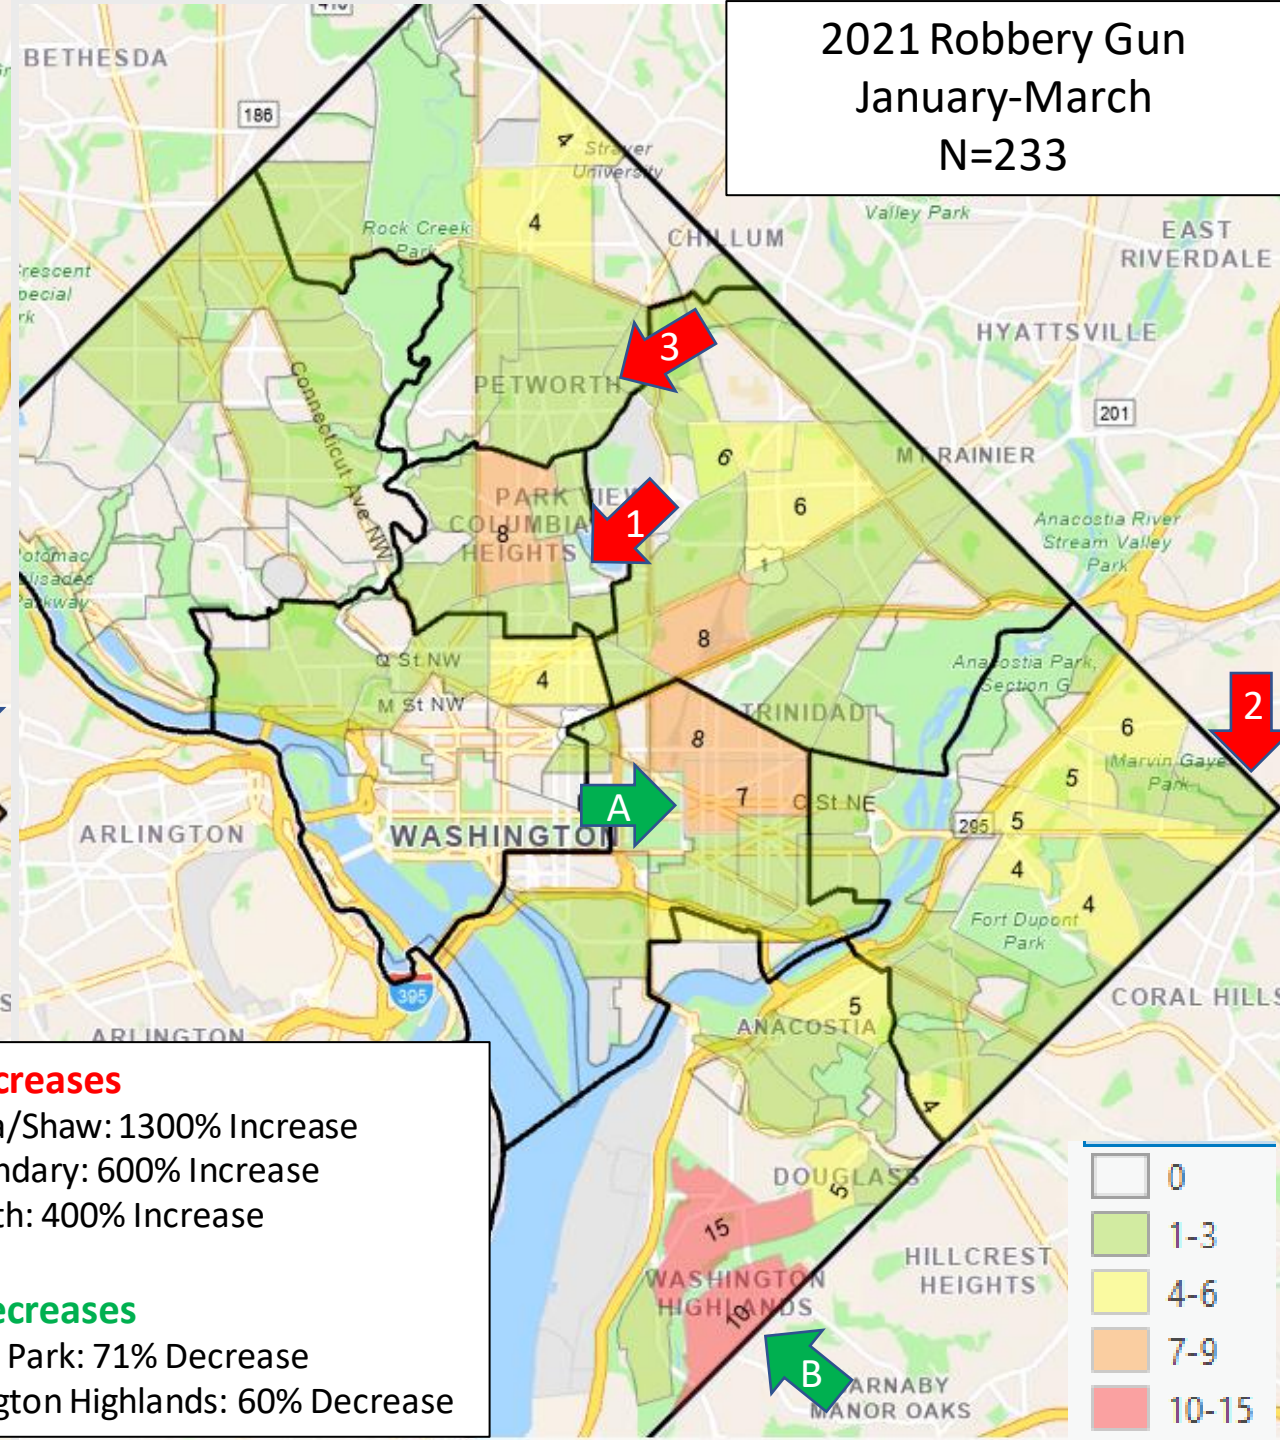 2021 Robbery Gun
January-March
N=233
BETHESDA
186
4
Strayer
University
4
Rock Creek
Park
CHILLUM
Valley Park
EAST
RIVERDALE
HYATTSVILLE
3
PETWORTH
Connecticut Ave NW
201
6
MT RAINIER
6
PARK VIEW
COLUMBIA
HEIGHTS
8
1
Anacostia River
Stream Valley
Park
1
8
Q St NW
M St NW
4
Anacostia Park,
Section G
2
TRINIDAD
8
6
Marvin Gaye
Park
5
7
C St NE
A
295
5
ARLINGTON
WASHINGTON
4
4
Fort Dupont
Park
395
CORAL HILLS
5
ANACOSTIA
ARLINGTON
4
creases
a/Shaw: 1300% Increase
ndary: 600% Increase
th: 400% Increase
ecreases
Park: 71% Decrease
gton Highlands: 60% Decrease
DOUGLASS
5
15
WASHINGTON
HIGHLANDS
10
HILLCREST
HEIGHTS
B
ARNABY
MANOR OAKS
0
1-3
4-6
7-9
10-15